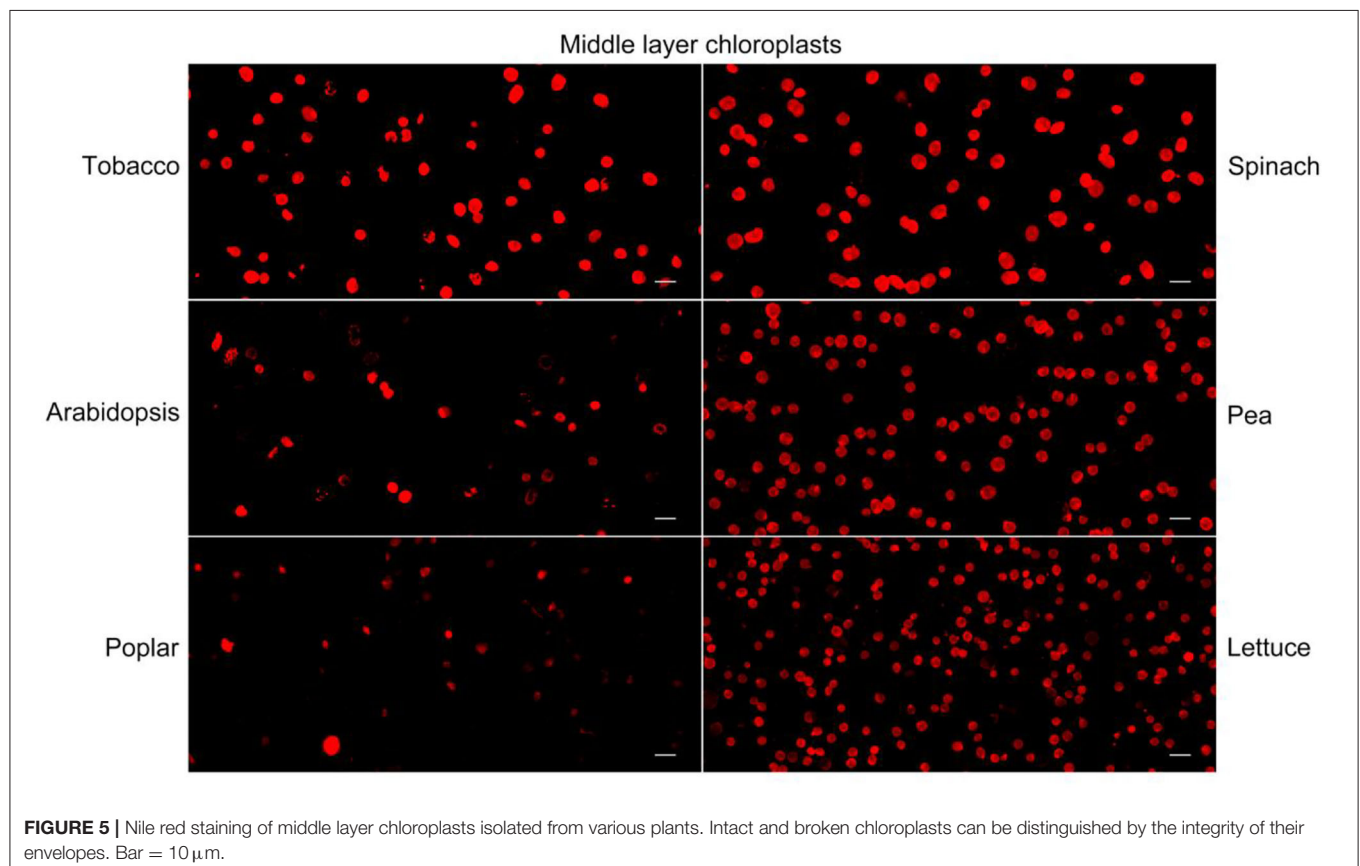 Middle layer chloroplasts
Tobacco
Spinach
Arabidopsis
Pea
Poplar
Lettuce
FIGURE 5 | Nile red staining of middle layer chloroplasts isolated from various plants. Intact and broken chloroplasts can be distinguished by the integrity of their
envelopes. Bar = 10 μm.